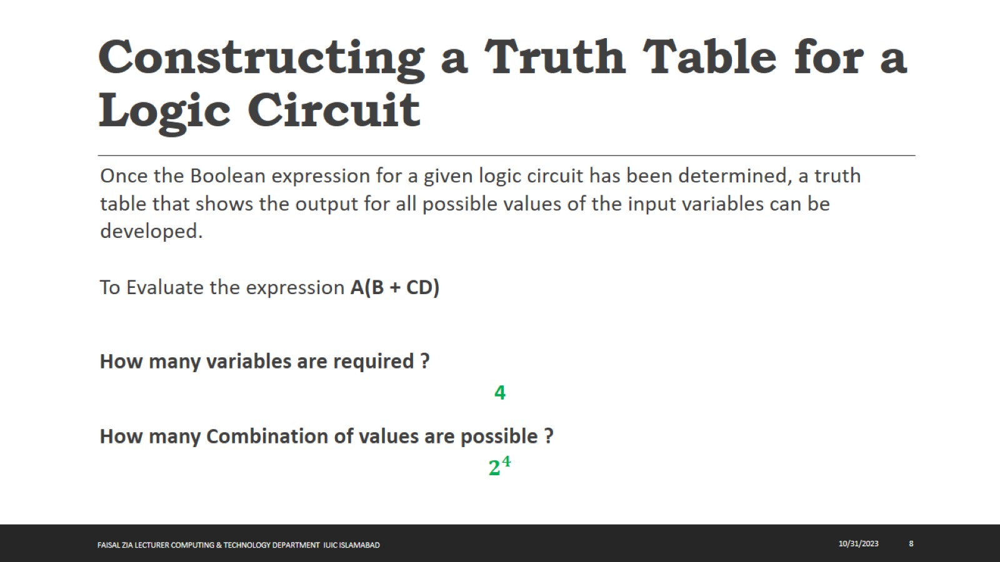 Constructing a Truth Table for a
Logic Circuit
Once the Boolean expression for a given logic circuit has been determined, a truth
table that shows the output for all possible values of the input variables can be
developed.
To Evaluate the expression A(B + CD)
How many variables are required ?
4
How many Combination of values are possible ?
2⁴
FAISAL ZIA LECTURER COMPUTING & TECHNOLOGY DEPARTMENT IUIC ISLAMABAD
10/31/2023
8